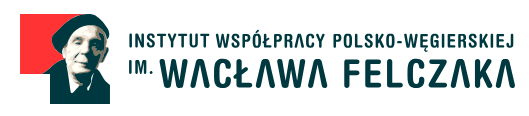 INSTYTUT WSPÓŁPRACY POLSKO-WĘGIERSKIEJ
IM. WACŁAWA FELCZAKA